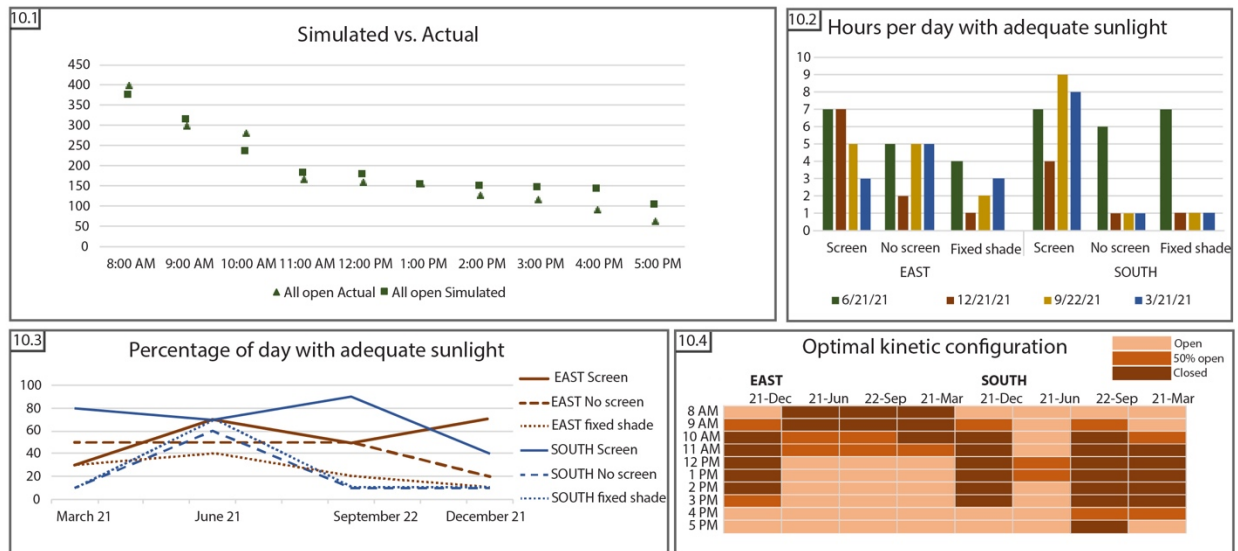 10.1
Simulated vs. Actual
450
400
350
300
250
200
150
100
50
0
8:00 AM 9:00 AM 10:00 AM 11:00 AM 12:00 PM 1:00 PM 2:00 PM 3:00 PM 4:00 PM 5:00 PM
All open Actual All open Simulated
10.2
Hours per day with adequate sunlight
10
9
8
7
6
5
4
3
2
1
0
Screen No screen Fixed shade Screen No screen Fixed shade
EAST SOUTH
6/21/21 12/21/21 9/22/21 3/21/21
10.3
Percentage of day with adequate sunlight
100
80
60
40
20
0
March 21 June 21 September 22 December 21
EAST Screen
EAST No screen
EAST fixed shade
SOUTH Screen
SOUTH No screen
SOUTH fixed shade
10.4
Optimal kinetic configuration
Open
50% open
Closed
EAST SOUTH
21-Dec 21-Jun 22-Sep 21-Mar 21-Dec 21-Jun 22-Sep 21-Mar
8 AM
9 AM
10 AM
11 AM
12 PM
1 PM
2 PM
3 PM
4 PM
5 PM